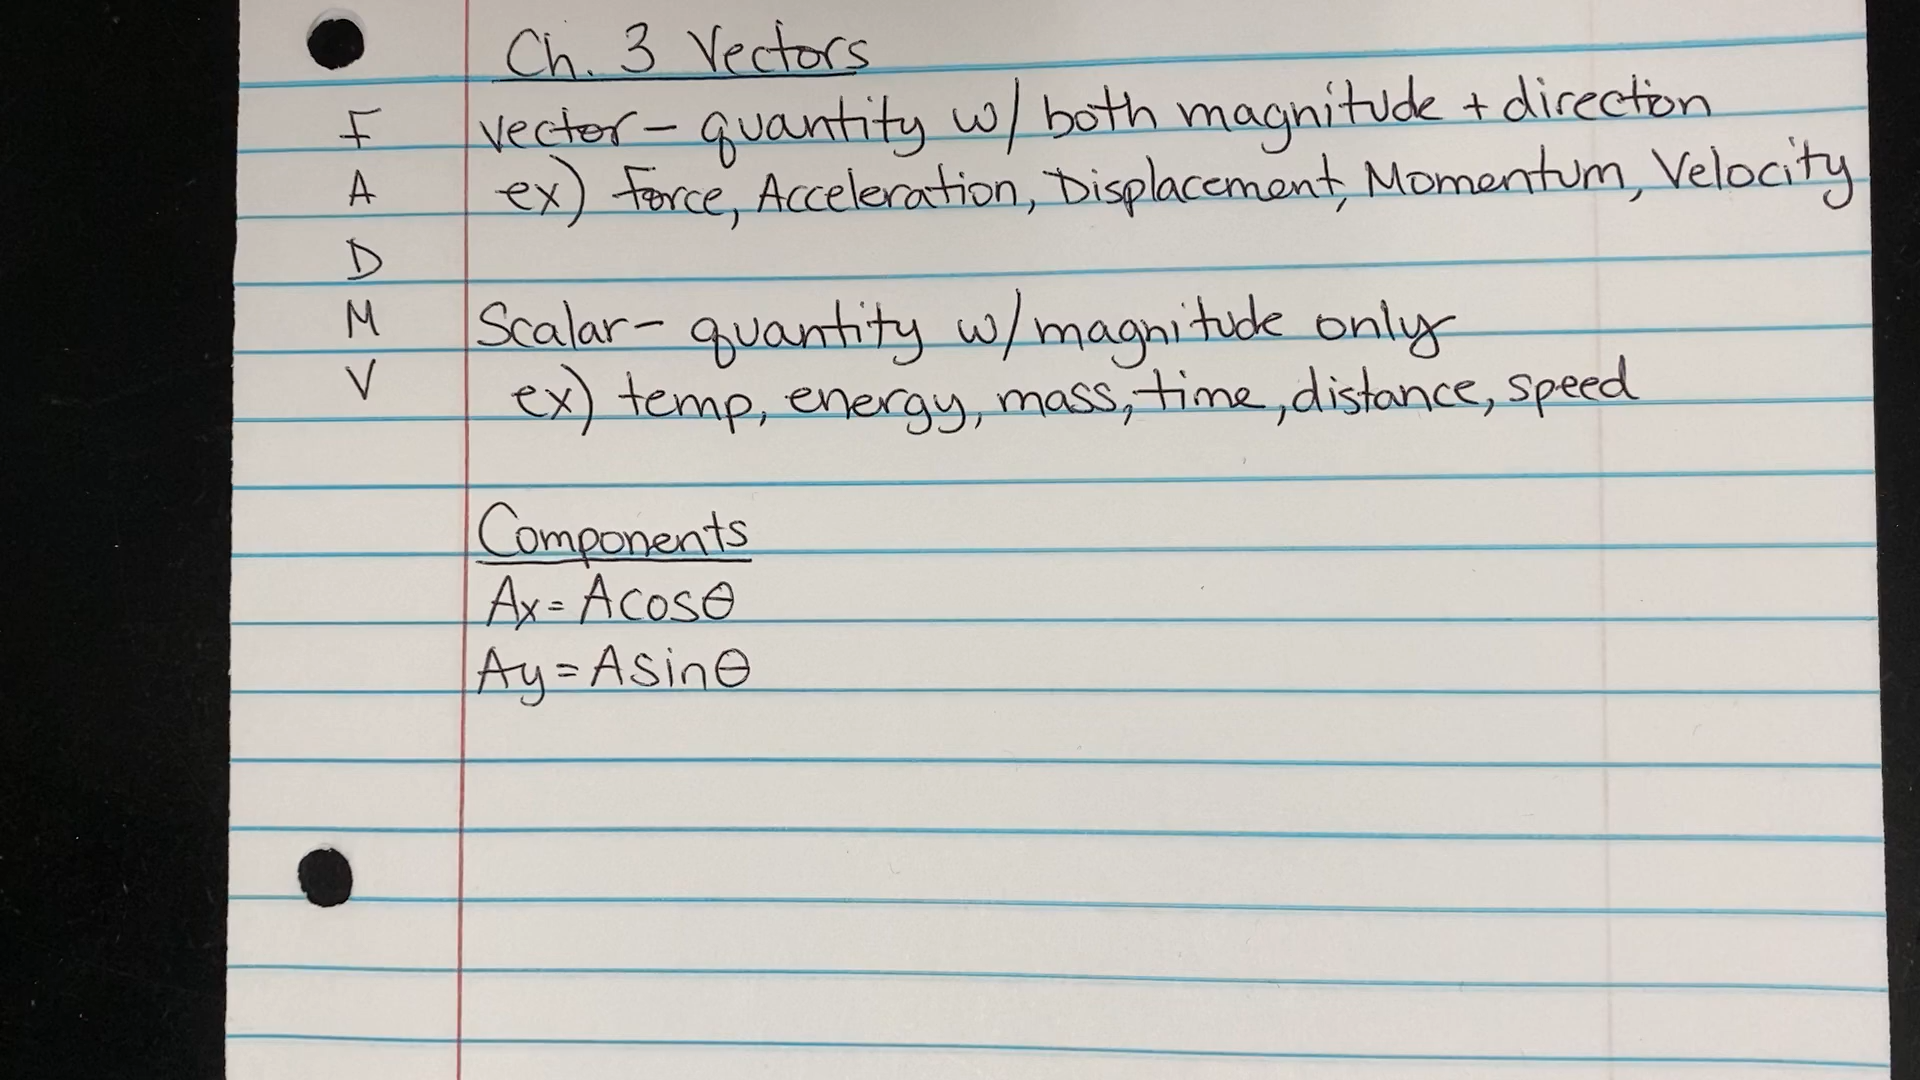 Ch. 3 Vectors
F
vector - quantity w/ both magnitude + direction
A
ex) Force, Acceleration, Displacement, Momentum, Velocity
D
M
Scalar - quantity w/ magnitude only
V
ex) temp, energy, mass, time, distance, speed
Components
Ax = Acosθ
Ay = Asinθ